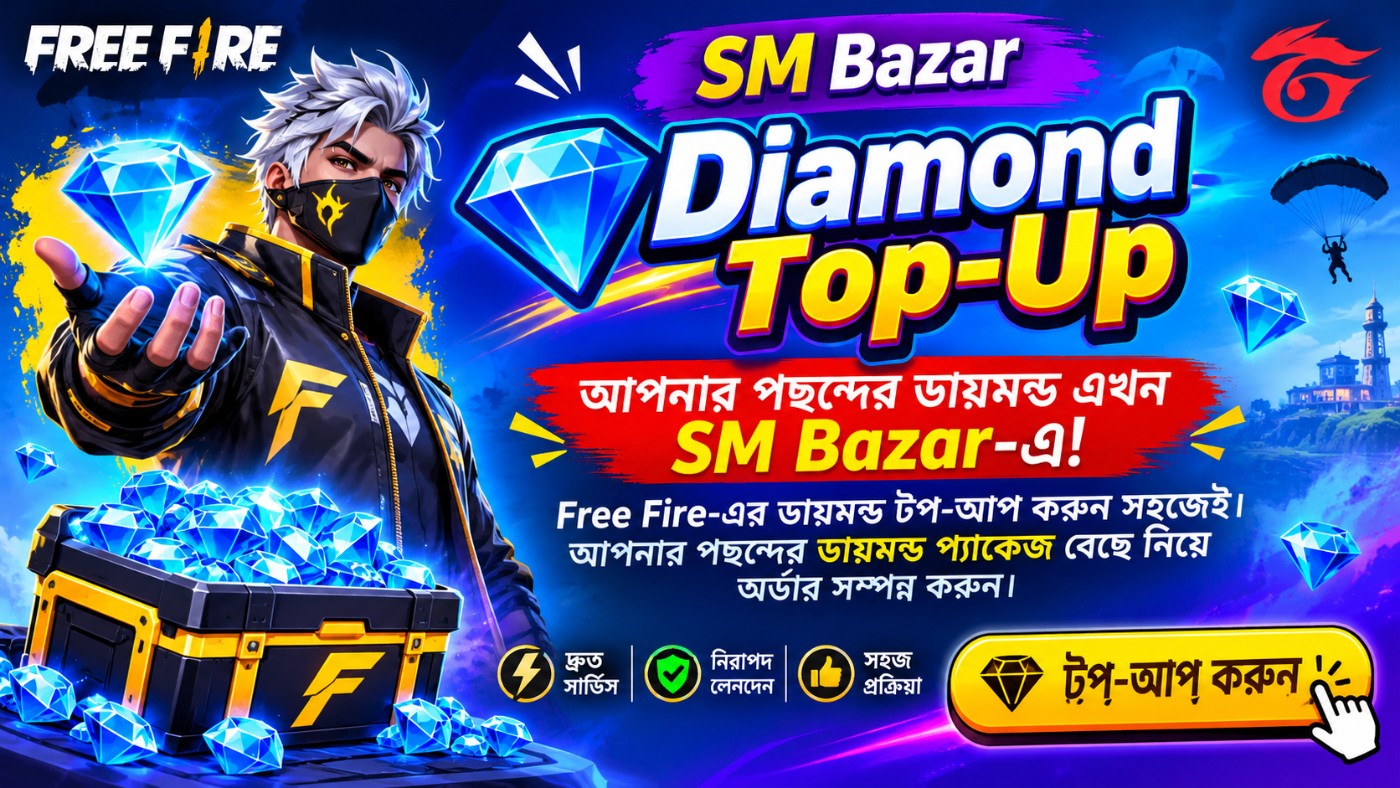 FREE FIRE
SM Bazar
Diamond
Top-Up
আপনার পছন্দের ডায়মন্ড এখন
SM Bazar-এ!
Free Fire-এর ডায়মন্ড টপ-আপ করুন সহজেই।
আপনার পছন্দের ডায়মন্ড প্যাকেজ বেছে নিয়ে
অর্ডার সম্পন্ন করুন।
দ্রুত
সার্ভিস
নিরাপদ
লেনদেন
সহজ
প্রক্রিয়া
টপ-আপ করুন